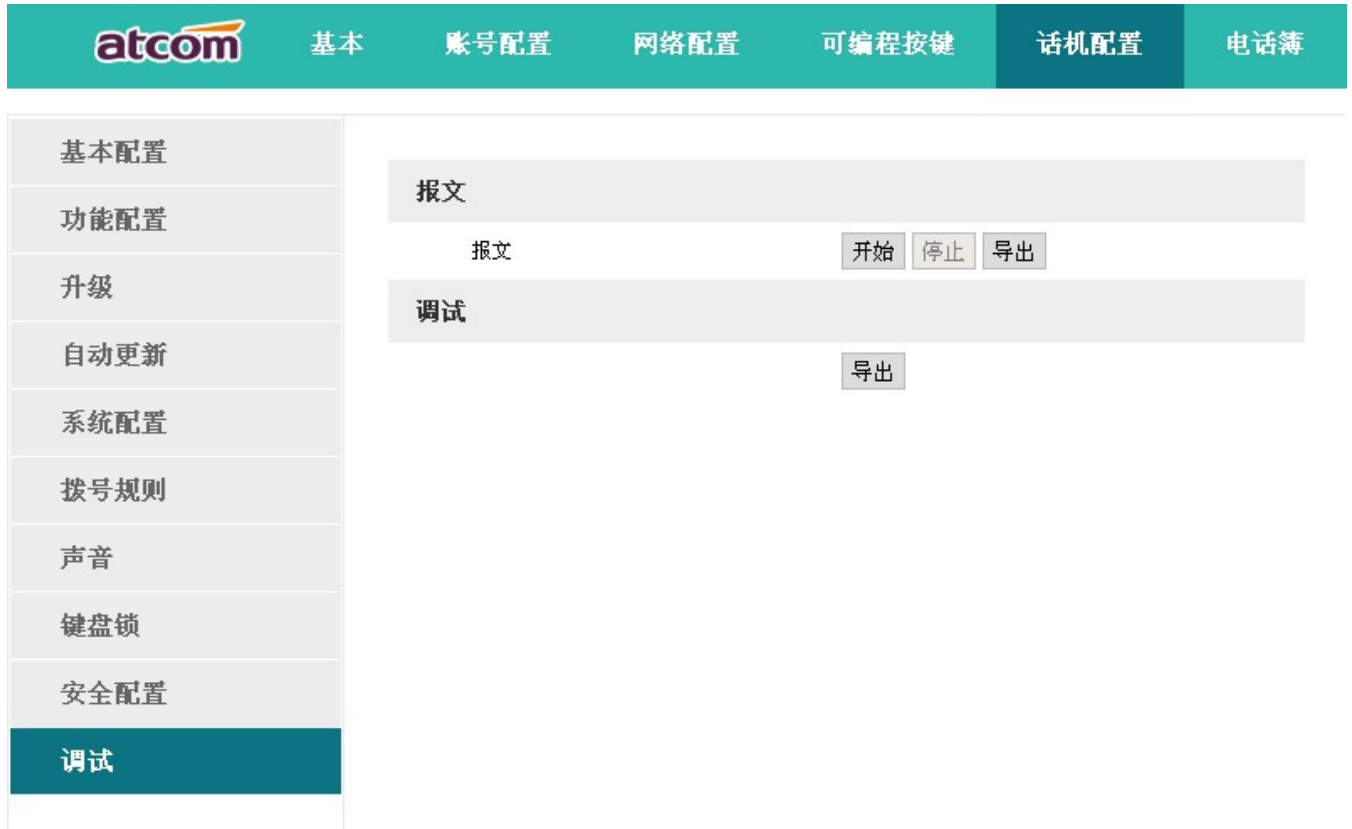 atcom 基本 账号配置 网络配置 可编程按键 话机配置 电话簿
基本配置
功能配置
升级
自动更新
系统配置
拨号规则
声音
键盘锁
安全配置
调试
报文
报文 开始 停止 导出
调试
导出